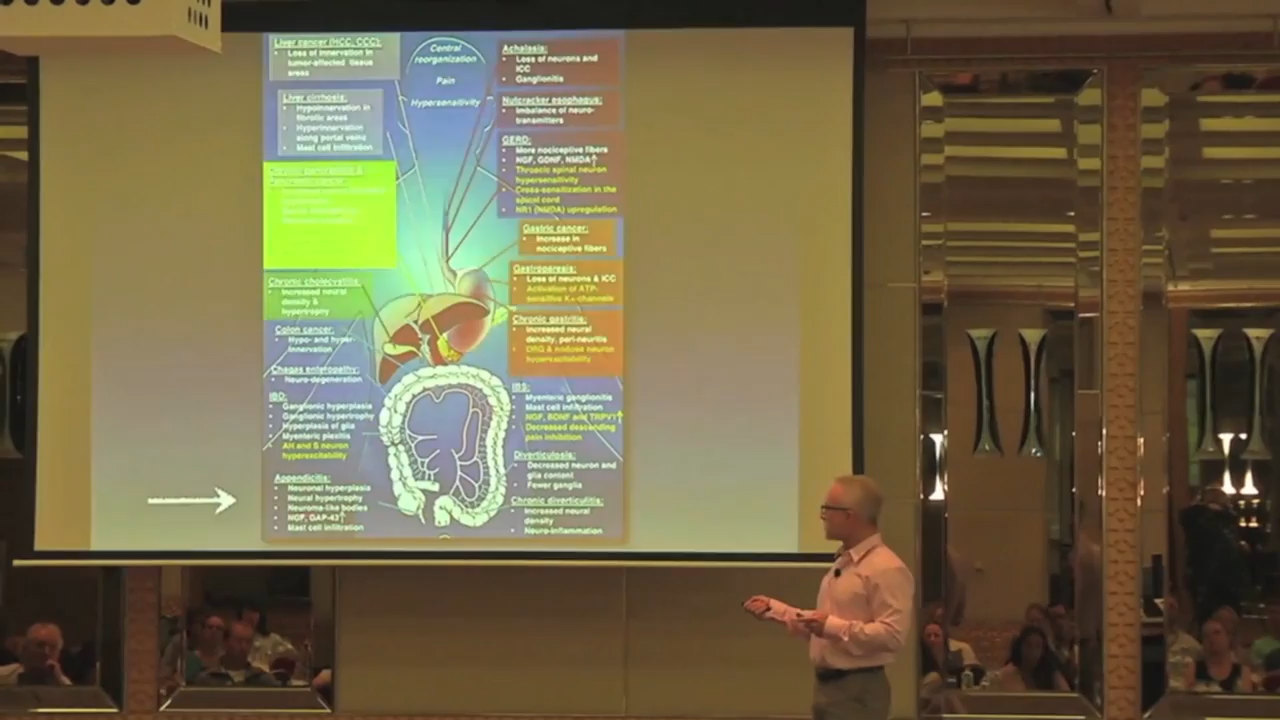 Liver cancer (HCC, CCC):
Loss of innervation in
tumor-affected tissue
areas
Liver cirrhosis:
Hypoinnervation in
fibrotic areas
Hyperinnervation
along portal veins
Mast cell infiltration
Chronic cholecystitis:
Increased neural
density &
hypertrophy
Colon cancer:
Hypo- and hyper-
innervation
Chagas enteropathy:
Neuro-degeneration
IBD:
Ganglionic hyperplasia
Ganglionic hypertrophy
Hyperplasia of glia
Myenteric plexitis
AH and S neuron
hyperexcitability
Appendicitis:
Neuronal hyperplasia
Neural hypertrophy
Neuroma-like bodies
NGF, GAP-43↑
Mast cell infiltration
Central
reorganization
Pain
Hypersensitivity
Achalasia:
Loss of neurons and
ICC
Ganglionitis
Nutcracker esophagus:
Imbalance of neuro-
transmitters
GERD:
More nociceptive fibers
NGF, GDNF, NMDA↑
Thoracic spinal neuron
hypersensitivity
Cross-sensitization in the
spinal cord
NR1 (NMDA) upregulation
Gastric cancer:
Increase in
nociceptive fibers
Gastroparesis:
Loss of neurons & ICC
Activation of ATP-
sensitive K+-channels
Chronic gastritis:
Increased neural
density, peri-neuritis
DRG & nodose neuron
hyperexcitability
IBS:
Myenteric ganglionitis
Mast cell infiltration
NGF, BDNF and TRPV1↑
Decreased descending
pain inhibition
Diverticulosis:
Decreased neuron and
glia content
Fewer ganglia
Chronic diverticulitis:
Increased neural
density
Neuro-inflammation